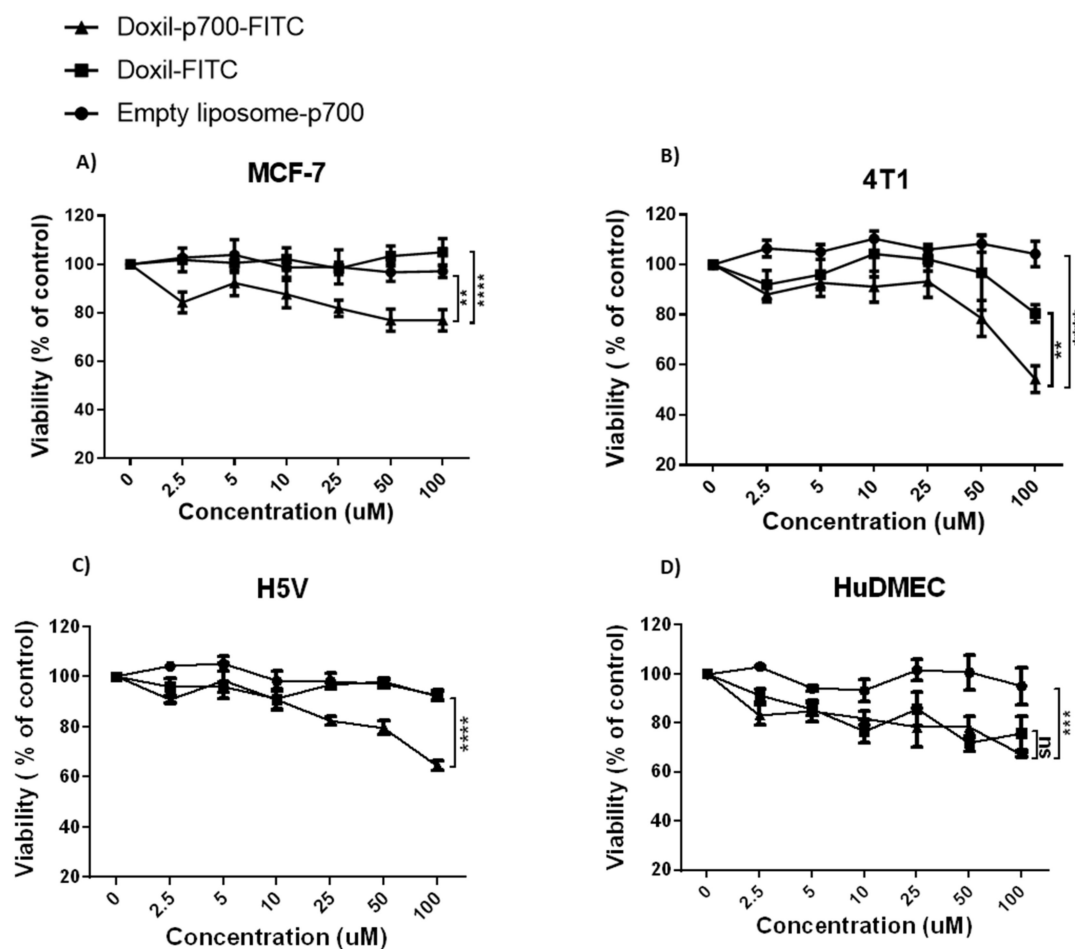 Doxil-p700-FITC
Doxil-FITC
Empty liposome-p700
A)
MCF-7
Viability (% of control)
120
100
80
60
40
20
0
2.5
5
10
25
50
100
Concentration (uM)
**
****
B)
4T1
Viability ( % of control)
120
100
80
60
40
20
0
2.5
5
10
25
50
100
Concentration (uM)
**
****
C)
H5V
Viability ( % of control)
120
100
80
60
40
20
0
2.5
5
10
25
50
100
Concentration (uM)
****
D)
HuDMEC
Viability (% of control)
120
100
80
60
40
20
0
2.5
5
10
25
50
100
Concentration (uM)
ns
***